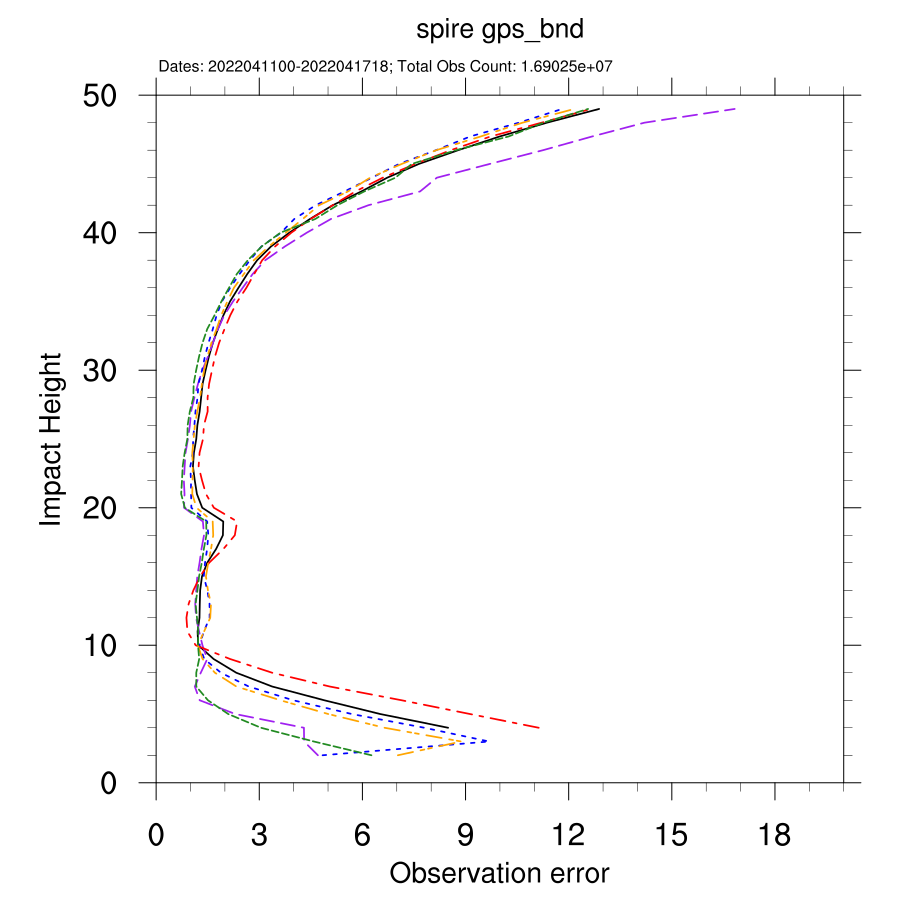 spire gps_bnd
Dates: 2022041100-2022041718; Total Obs Count: 1.69025e+07
50
40
30
20
10
0
Impact Height
0 3 6 9 12 15 18
Observation error